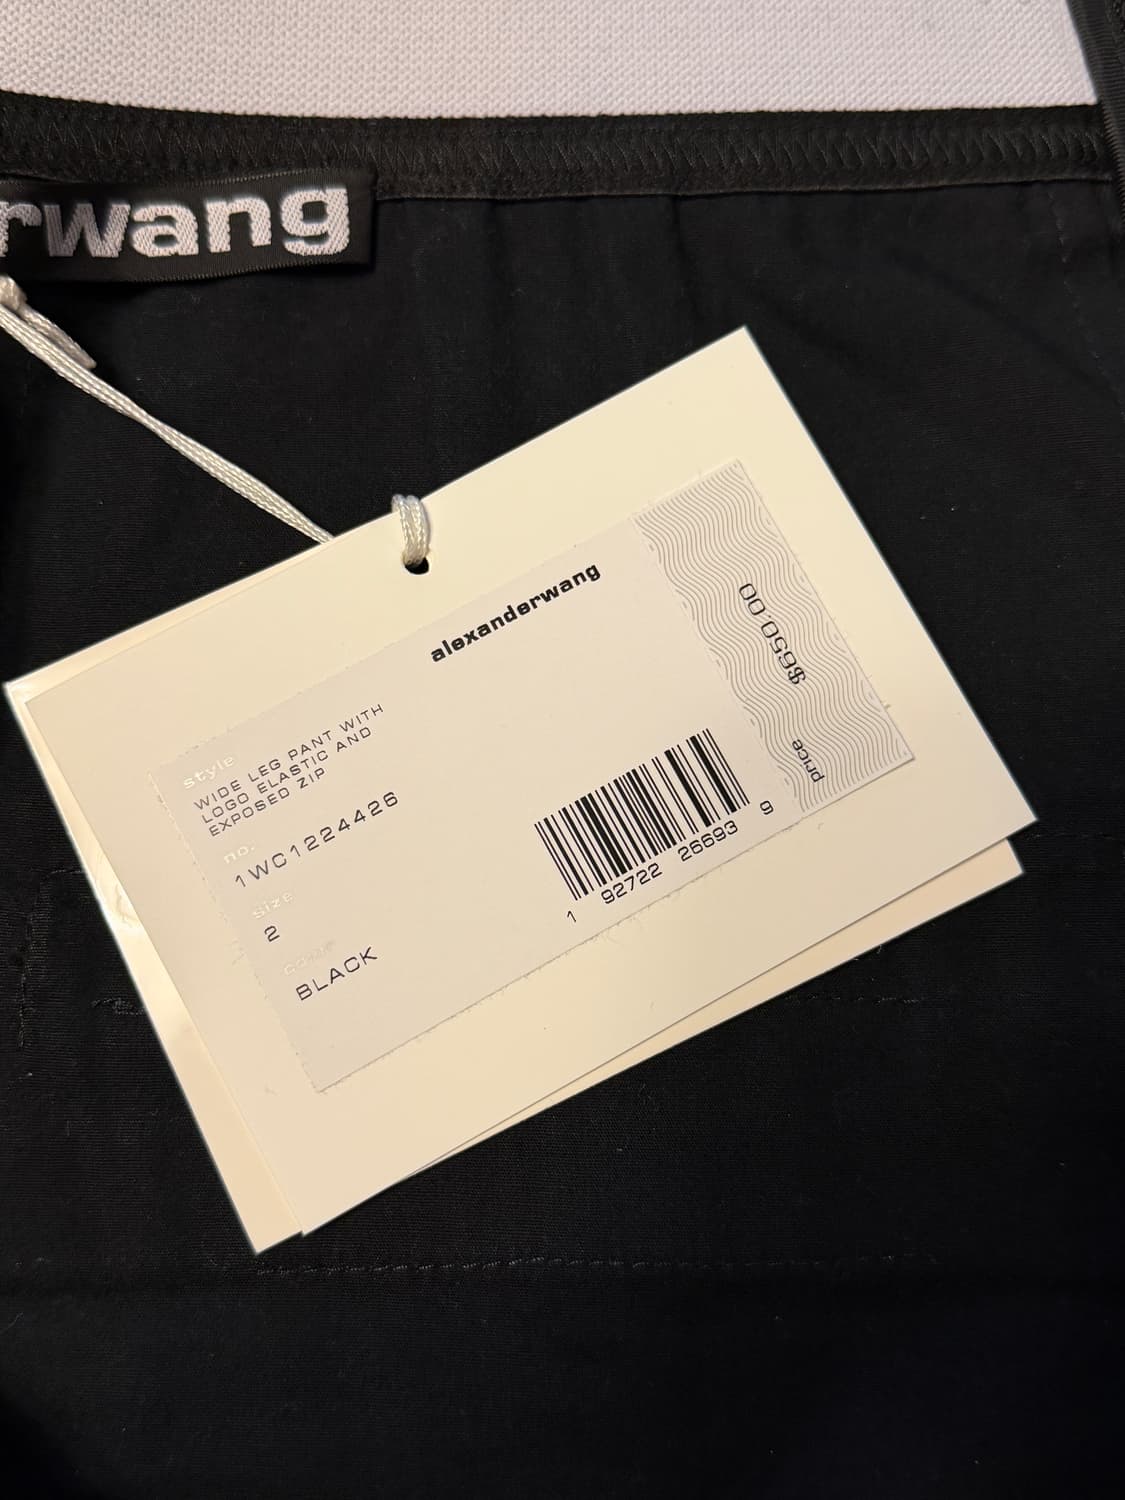 rwang
alexanderwang
style
WIDE LEG PANT WITH
LOGO ELASTIC AND
EXPOSED ZIP
no.
1WC1224426
size
2
color
BLACK
1 92722 26693 9
price
$650.00